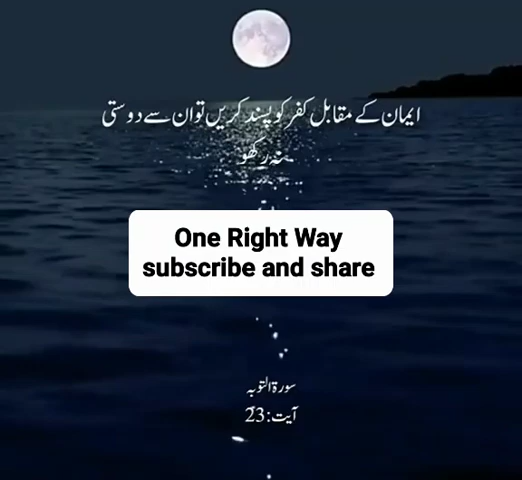 ایمان کے مقابل کفر کو پسند کریں تو ان سے دوستی
نہ رکھو
One Right Way
subscribe and share
سورۃ التوبہ
آیت:23